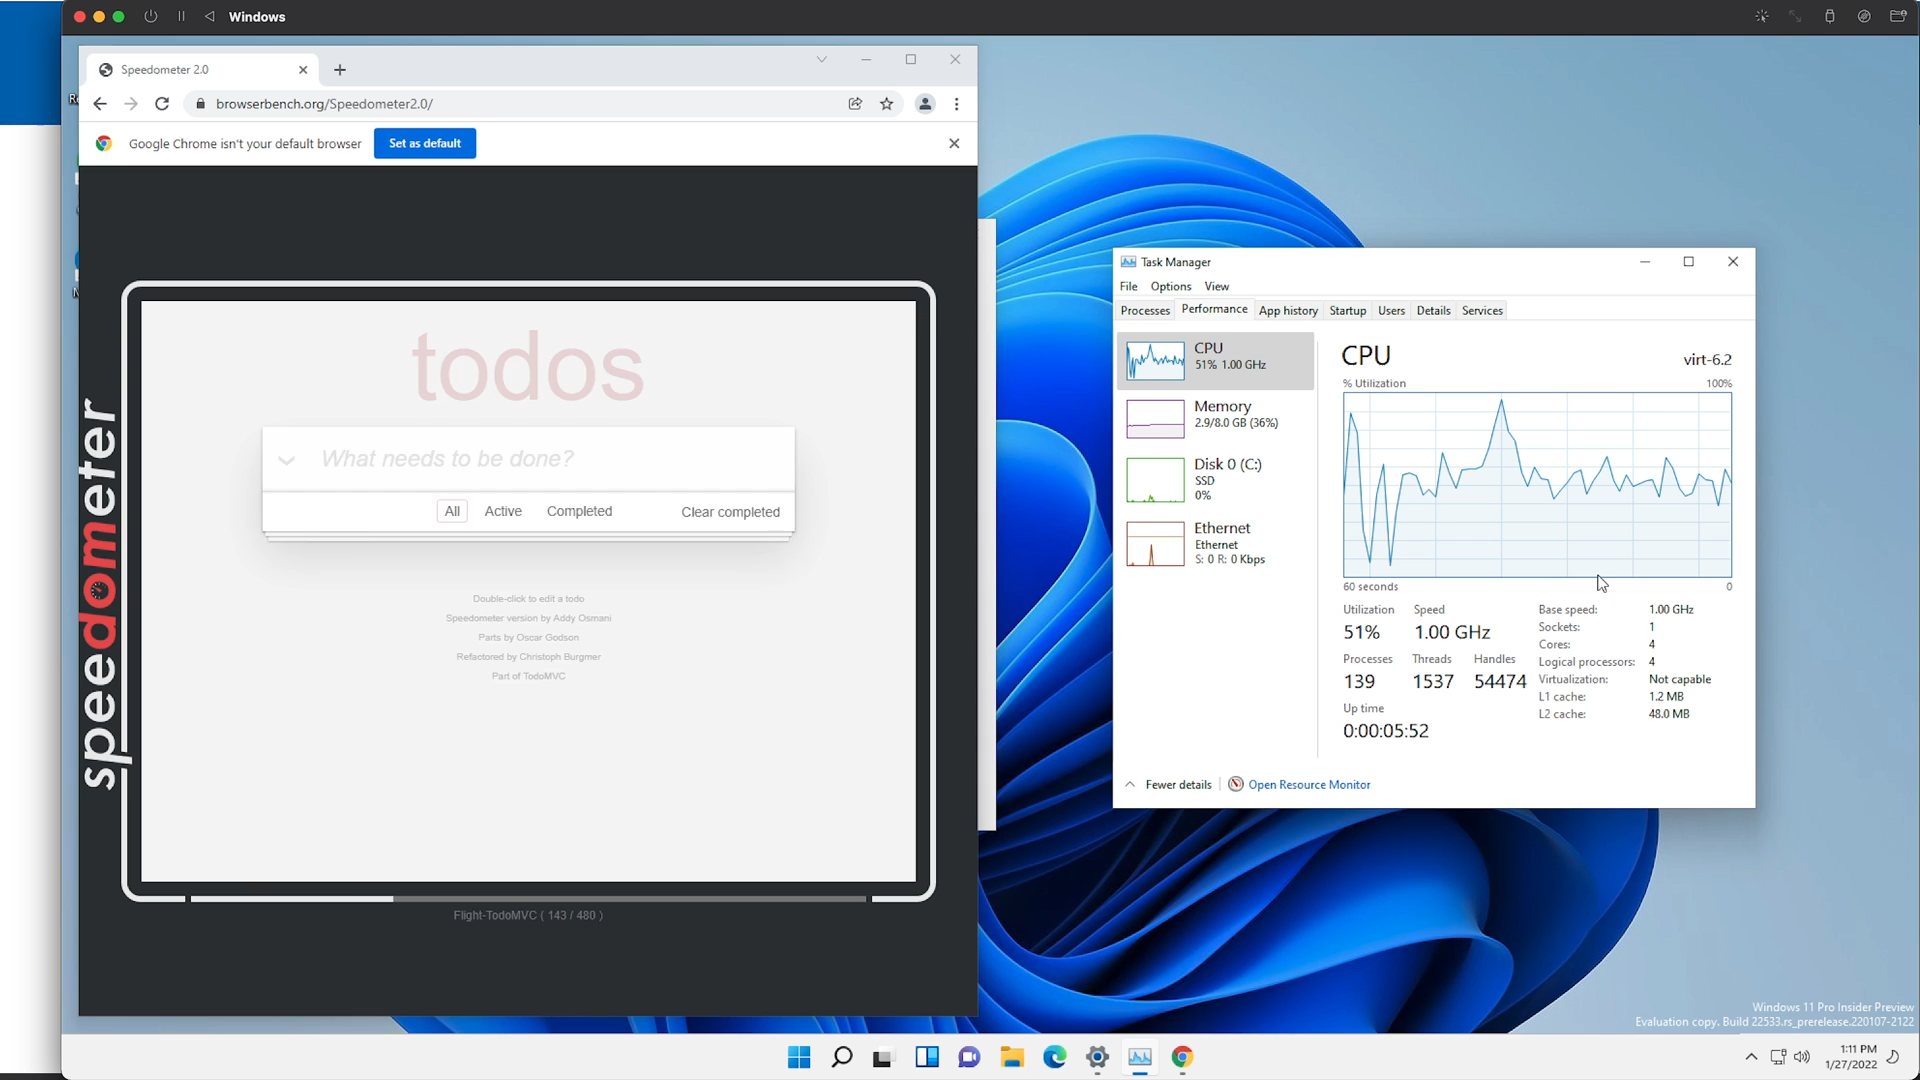 Windows
Speedometer 2.0
browserbench.org/Speedometer2.0/
Google Chrome isn't your default browser
Set as default
speedometer
todos
What needs to be done?
All
Active
Completed
Clear completed
Double-click to edit a todo
Speedometer version by Addy Osmani
Parts by Oscar Godson
Refactored by Christoph Burgmer
Part of TodoMVC
Flight-TodoMVC ( 143 / 480 )
Task Manager
File Options View
Processes Performance App history Startup Users Details Services
CPU
51% 1.00 GHz
Memory
2.9/8.0 GB (36%)
Disk 0 (C:)
SSD
0%
Ethernet
Ethernet
S: 0 R: 0 Kbps
CPU virt-6.2
% Utilization 100%
60 seconds 0
Utilization Speed
51% 1.00 GHz
Processes Threads Handles
139 1537 54474
Up time
0:00:05:52
Base speed: 1.00 GHz
Sockets: 1
Cores: 4
Logical processors: 4
Virtualization: Not capable
L1 cache: 1.2 MB
L2 cache: 48.0 MB
Fewer details
Open Resource Monitor
Windows 11 Pro Insider Preview
Evaluation copy. Build 22533.rs_prerelease.220107-2122
1:11 PM
1/27/2022